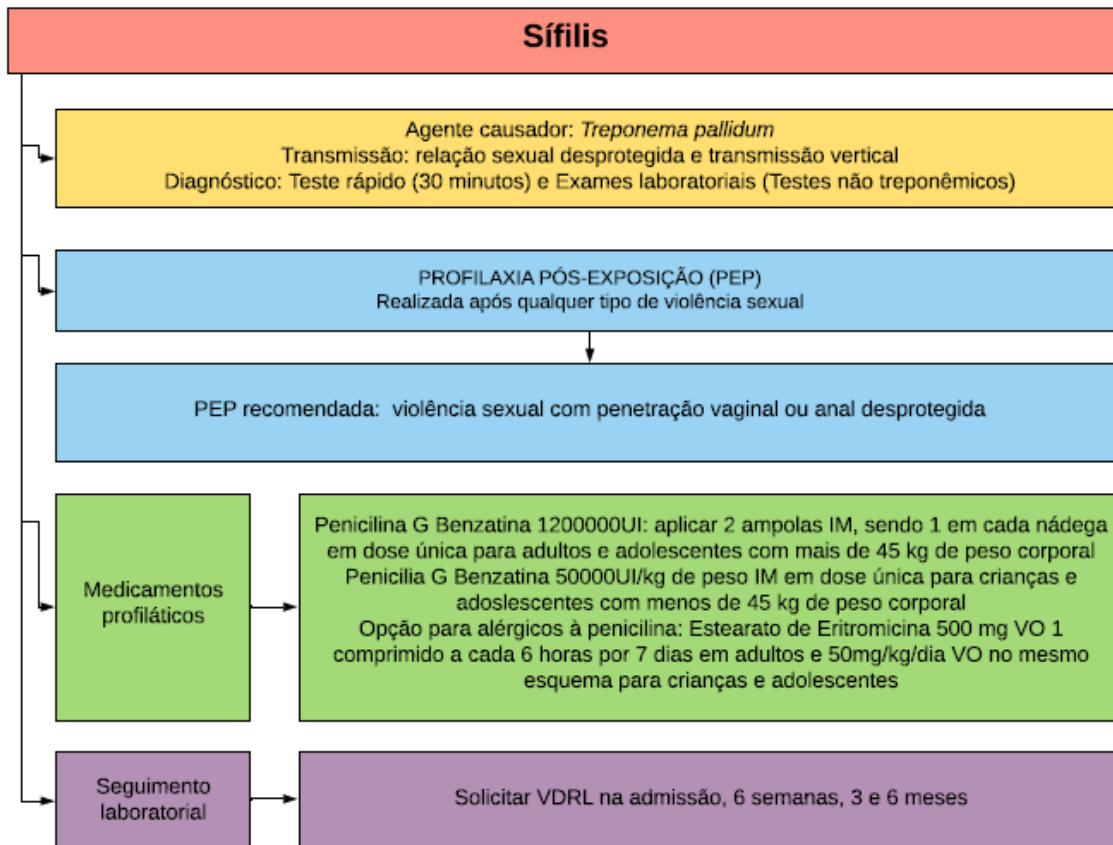 Sífilis
Agente causador: Treponema pallidum
Transmissão: relação sexual desprotegida e transmissão vertical
Diagnóstico: Teste rápido (30 minutos) e Exames laboratoriais (Testes não treponêmicos)
PROFILAXIA PÓS-EXPOSIÇÃO (PEP)
Realizada após qualquer tipo de violência sexual
PEP recomendada: violência sexual com penetração vaginal ou anal desprotegida
Medicamentos
profiláticos
Penicilina G Benzatina 1200000UI: aplicar 2 ampolas IM, sendo 1 em cada nádega
em dose única para adultos e adolescentes com mais de 45 kg de peso corporal
Penicilia G Benzatina 50000UI/kg de peso IM em dose única para crianças e
adoslescentes com menos de 45 kg de peso corporal
Opção para alérgicos à penicilina: Estearato de Eritromicina 500 mg VO 1
comprimido a cada 6 horas por 7 dias em adultos e 50mg/kg/dia VO no mesmo
esquema para crianças e adolescentes
Seguimento
laboratorial
Solicitar VDRL na admissão, 6 semanas, 3 e 6 meses